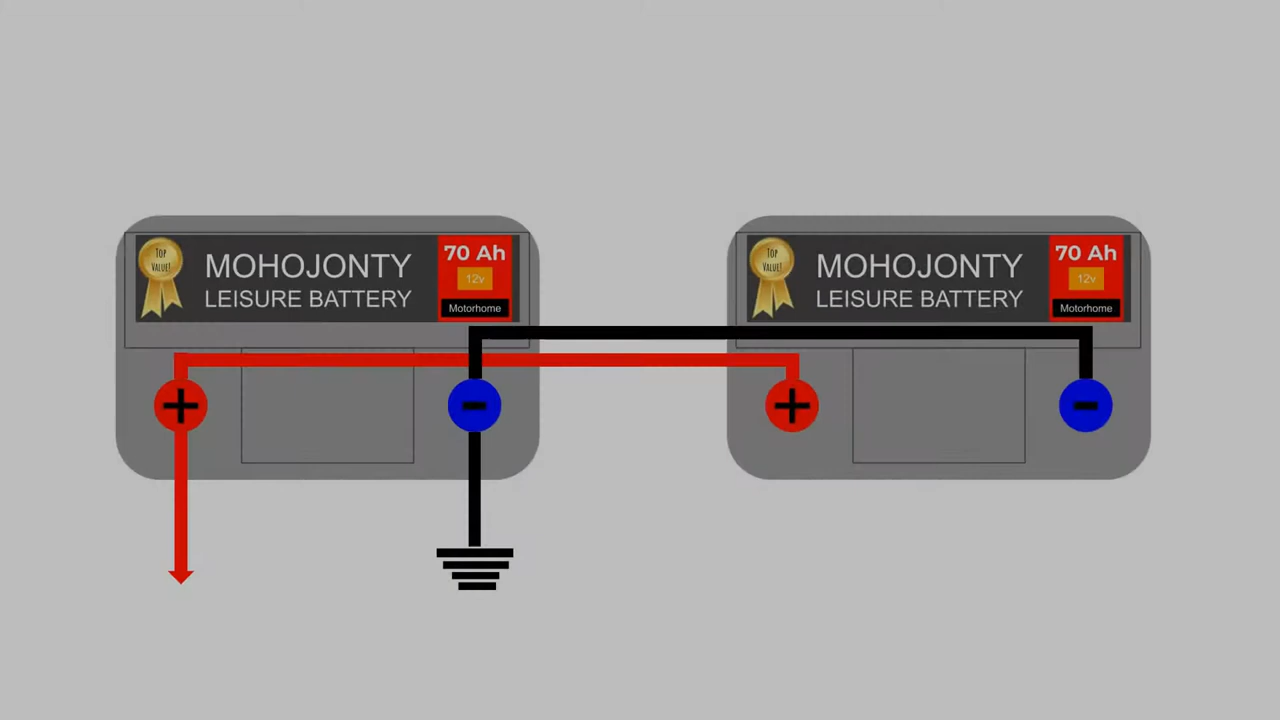 Top
Value!
MOHOJONTY
LEISURE BATTERY
70 Ah
12v
Motorhome
+
-
Top
Value!
MOHOJONTY
LEISURE BATTERY
70 Ah
12v
Motorhome
+
-